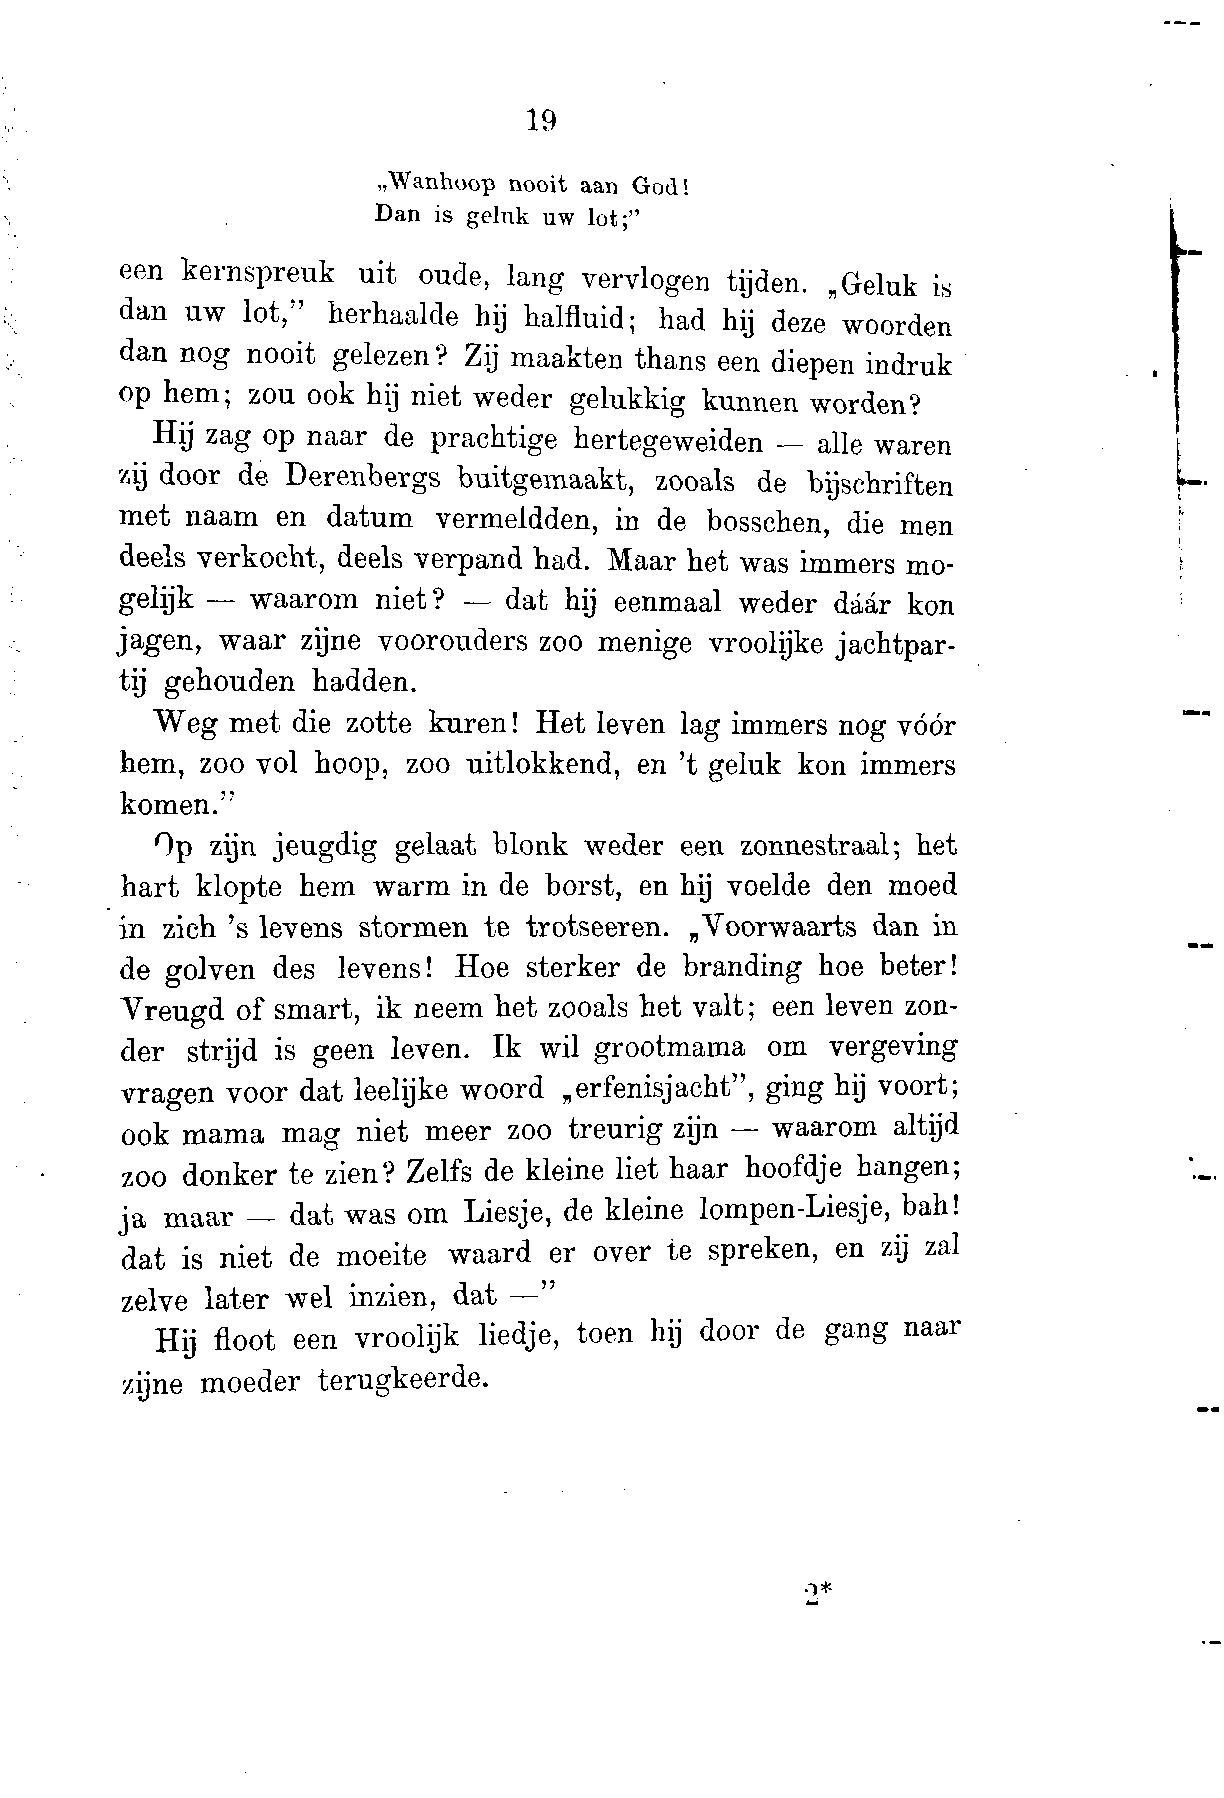 19
„Wanhoop nooit aan God!
Dan is geluk uw lot;”
een kernspreuk uit oude, lang vervlogen tijden. „Geluk is
dan uw lot,” herhaalde hij halfluid; had hij deze woorden
dan nog nooit gelezen? Zij maakten thans een diepen indruk
op hem; zou ook hij niet weder gelukkig kunnen worden?
Hij zag op naar de prachtige hertegeweiden — alle waren
zij door de Derenbergs buitgemaakt, zooals de bijschriften
met naam en datum vermeldden, in de bosschen, die men
deels verkocht, deels verpand had. Maar het was immers mo-
gelijk — waarom niet? — dat hij eenmaal weder dáár kon
jagen, waar zijne voorouders zoo menige vroolijke jachtpar-
tij gehouden hadden.
Weg met die zotte kuren! Het leven lag immers nog vóór
hem, zoo vol hoop, zoo uitlokkend, en ’t geluk kon immers
komen.”
Op zijn jeugdig gelaat blonk weder een zonnestraal; het
hart klopte hem warm in de borst, en hij voelde den moed
in zich ’s levens stormen te trotseeren. „Voorwaarts dan in
de golven des levens! Hoe sterker de branding hoe beter!
Vreugd of smart, ik neem het zooals het valt; een leven zon-
der strijd is geen leven. Ik wil grootmama om vergeving
vragen voor dat leelijke woord „erfenisjacht”, ging hij voort;
ook mama mag niet meer zoo treurig zijn — waarom altijd
zoo donker te zien? Zelfs de kleine liet haar hoofdje hangen;
ja maar — dat was om Liesje, de kleine lompen-Liesje, bah!
dat is niet de moeite waard er over te spreken, en zij zal
zelve later wel inzien, dat —”
Hij floot een vroolijk liedje, toen hij door de gang naar
zijne moeder terugkeerde.
2*